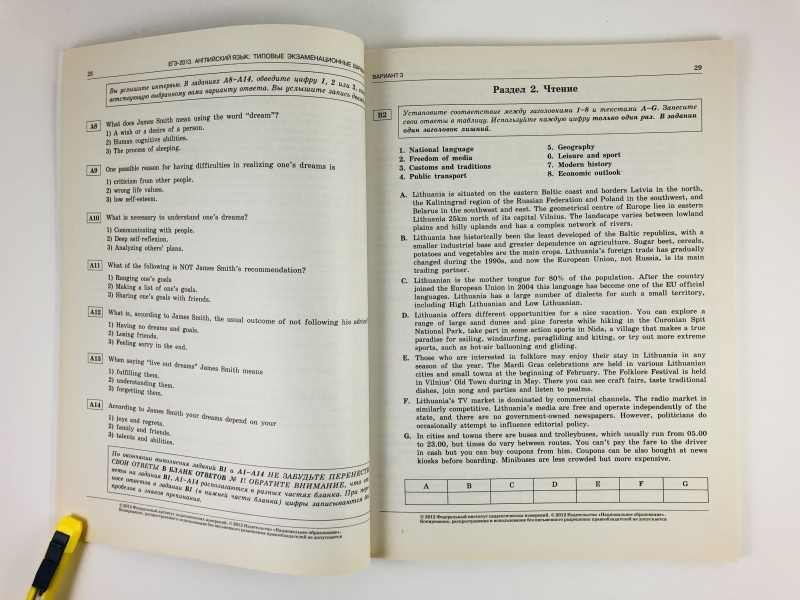 28
ЕГЭ-2013. АНГЛИЙСКИЙ ЯЗЫК: ТИПОВЫЕ ЭКЗАМЕНАЦИОННЫЕ
Вы услышите интервью. В заданиях А8–А14, обведите цифру 1, 2 или 3,
ветствующую выбранному вами варианту ответа. Вы услышите запись
A8
What does James Smith mean using the word “dream”?
1) A wish or a desire of a person.
2) Human cognitive abilities.
3) The process of sleeping.
A9
One possible reason for having difficulties in realizing one’s dreams is
1) criticism from other people.
2) wrong life values.
3) low self-esteem.
A10
What is necessary to understand one’s dreams?
1) Communicating with people.
2) Deep self-reflection.
3) Analyzing others’ plans.
A11
What of the following is NOT James Smith’s recommendation?
1) Ranging one’s goals
2) Making a list of one’s goals.
3) Sharing one’s goals with friends.
A12
What is, according to James Smith, the usual outcome of not following his
1) Having no dreams and goals.
2) Losing friends.
3) Feeling sorry in the end.
A13
When saying “live out dreams” James Smith means
1) fulfilling them.
2) understanding them.
3) forgetting them.
A14
According to James Smith your dreams depend on your
1) joys and regrets.
2) family and friends.
3) talents and abilities.
По окончании выполнения заданий В1 и А1–А14 НЕ ЗАБУДЬТЕ ПЕРЕНЕСТИ
СВОИ ОТВЕТЫ В БЛАНК ОТВЕТОВ № 1! ОБРАТИТЕ ВНИМАНИЕ, что
веты на задания В1, А1–А14 располагаются в разных частях бланка. При
носе ответов в задании В1 (в нижней части бланка) цифры записываются
пробелов и знаков препинания.
© 2012 Федеральный институт педагогических измерений. © 2012 Издательство «Национальное образование».
Копирование, распространение и использование без письменного разрешения правообладателей не допускается
ВАРИАНТ 3
29
Раздел 2. Чтение
B2
Установите соответствие между заголовками 1–8 и текстами A–G. Занесите
свои ответы в таблицу. Используйте каждую цифру только один раз. В задании
один заголовок лишний.
1. National language
2. Freedom of media
3. Customs and traditions
4. Public transport
5. Geography
6. Leisure and sport
7. Modern history
8. Economic outlook
A. Lithuania is situated on the eastern Baltic coast and borders Latvia in the north,
the Kaliningrad region of the Russian Federation and Poland in the southwest, and
Belarus in the southwest and east. The geometrical centre of Europe lies in eastern
Lithuania 25km north of its capital Vilnius. The landscape varies between lowland
plains and hilly uplands and has a complex network of rivers.
B. Lithuania has historically been the least developed of the Baltic republics, with a
smaller industrial base and greater dependence on agriculture. Sugar beet, cereals,
potatoes and vegetables are the main crops. Lithuania’s foreign trade has gradually
changed during the 1990s, and now the European Union, not Russia, is its main
trading partner.
C. Lithuanian is the mother tongue for 80% of the population. After the country
joined the European Union in 2004 this language has become one of the EU official
languages. Lithuania has a large number of dialects for such a small territory,
including High Lithuanian and Low Lithuanian.
D. Lithuania offers different opportunities for a nice vacation. You can explore a
range of large sand dunes and pine forests while hiking in the Curonian Spit
National Park, take part in some action sports in Nida, a village that makes a true
paradise for sailing, windsurfing, paragliding and kiting, or try out more extreme
sports, such as hot-air ballooning and gliding.
E. Those who are interested in folklore may enjoy their stay in Lithuania in any
season of the year. The Mardi Gras celebrations are held in various Lithuanian
cities and small towns at the beginning of February. The Folklore Festival is held
in Vilnius’ Old Town during in May. There you can see craft fairs, taste traditional
dishes, join song and parties and listen to psalms.
F. Lithuania’s TV market is dominated by commercial channels. The radio market is
similarly competitive. Lithuania’s media are free and operate independently of the
state, and there are no government-owned newspapers. However, politicians do
occasionally attempt to influence editorial policy.
G. In cities and towns there are buses and trolleybuses, which usually run from 05.00
to 23.00, but times do vary between routes. You can’t pay the fare to the driver
in cash but you can buy coupons from him. Coupons can be also bought at news
kiosks before boarding. Minibuses are less crowded but more expensive.
A B C D E F G
© 2012 Федеральный институт педагогических измерений. © 2012 Издательство «Национальное образование».
Копирование, распространение и использование без письменного разрешения правообладателей не допускается